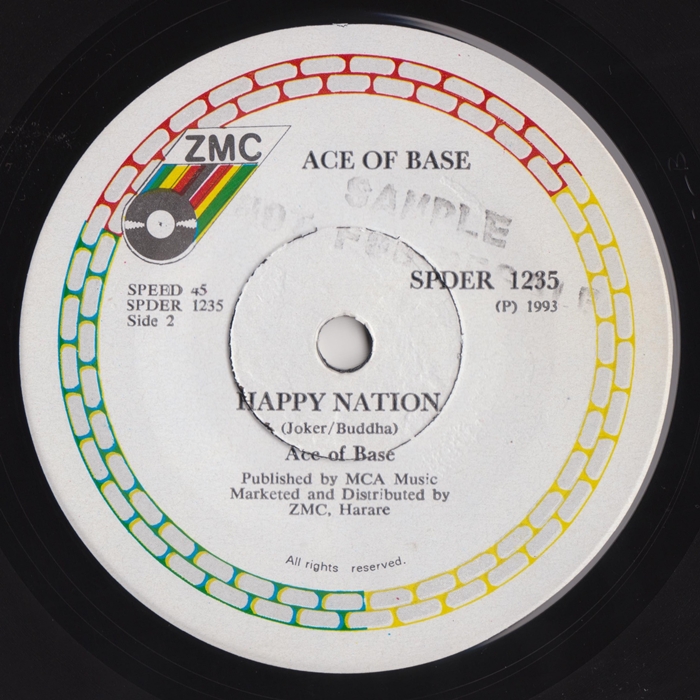 ZMC
ACE OF BASE
SAMPLE
NOT
SPEED 45
SPDER 1235
Side 2
SPDER 1235
(P) 1993
HAPPY NATION
(Joker/Buddha)
Ace of Base
Published by MCA Music
Marketed and Distributed by
ZMC, Harare
All rights reserved.